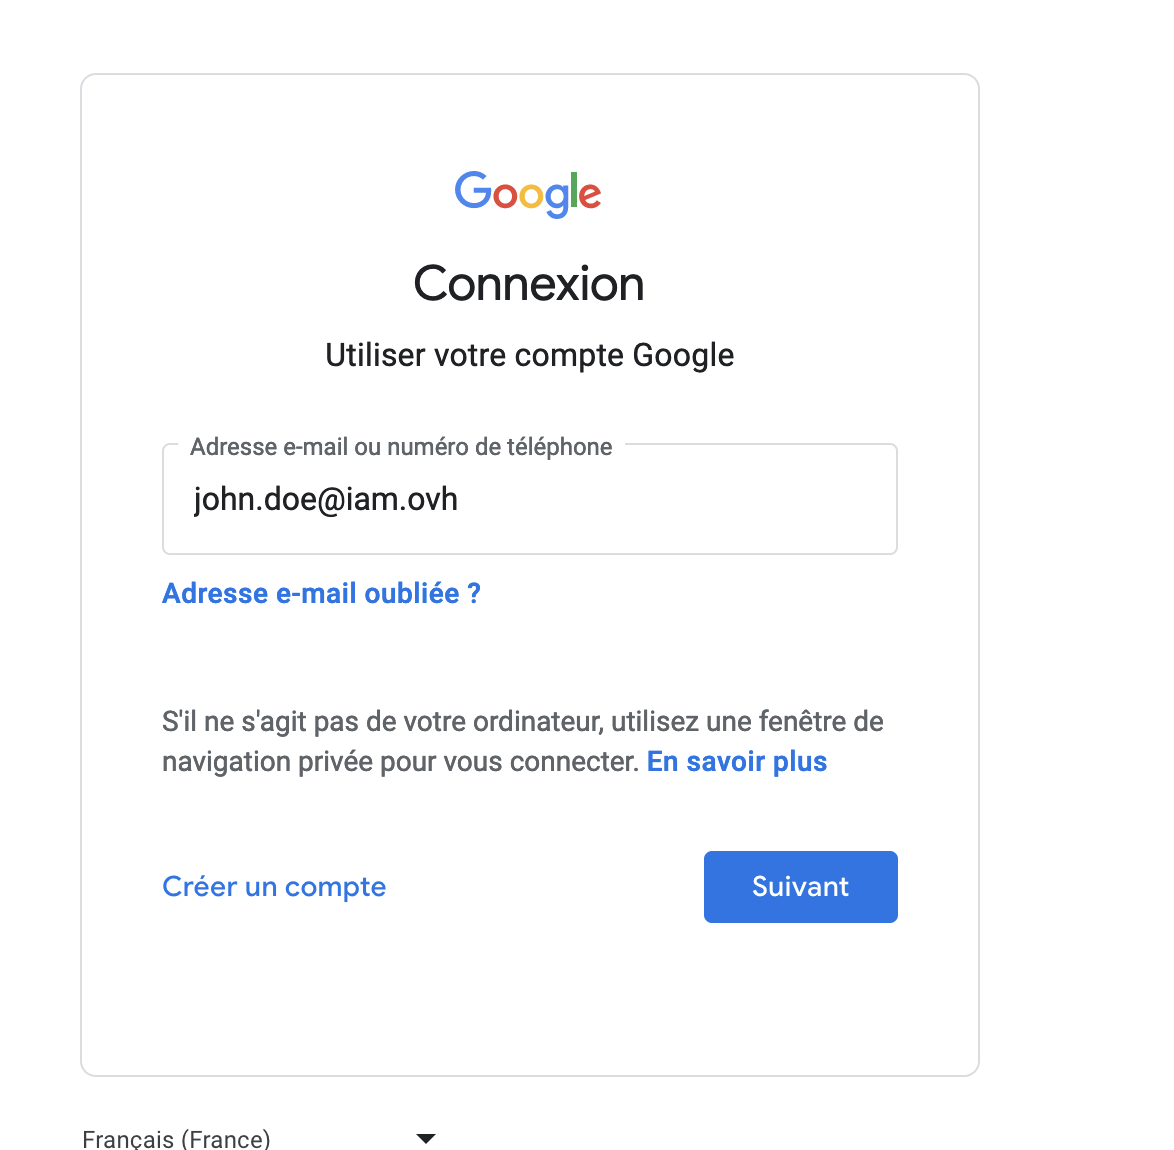 Google
Connexion
Utiliser votre compte Google
Adresse e-mail ou numéro de téléphone
john.doe@iam.ovh
Adresse e-mail oubliée ?
S'il ne s'agit pas de votre ordinateur, utilisez une fenêtre de
navigation privée pour vous connecter. En savoir plus
Créer un compte
Suivant
Français (France)